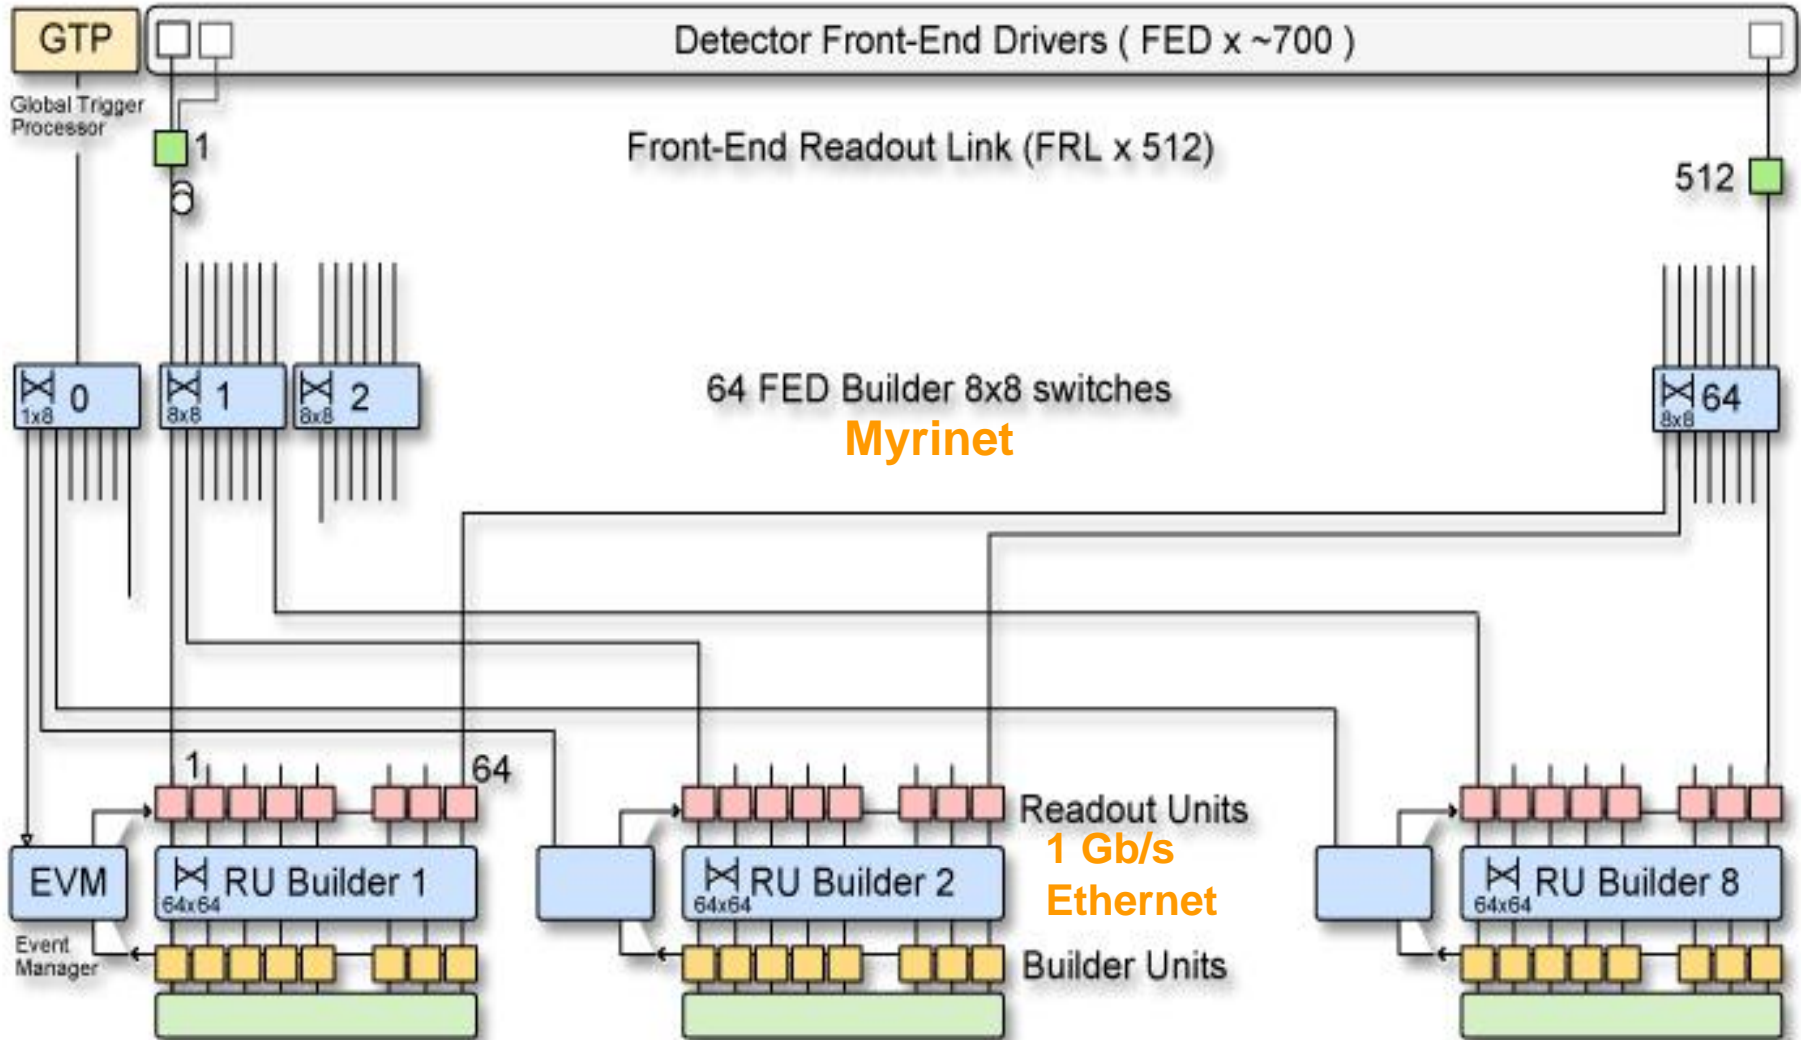 GTP
Detector Front-End Drivers ( FED x ~700 )
Global Trigger
Processor
1
Front-End Readout Link (FRL x 512)
512
0
1x8
1
8x8
2
8x8
64 FED Builder 8x8 switches
Myrinet
64
8x8
1
64
Readout Units
1 Gb/s
Ethernet
EVM
RU Builder 1
64x64
RU Builder 2
64x64
RU Builder 8
64x64
Event
Manager
Builder Units